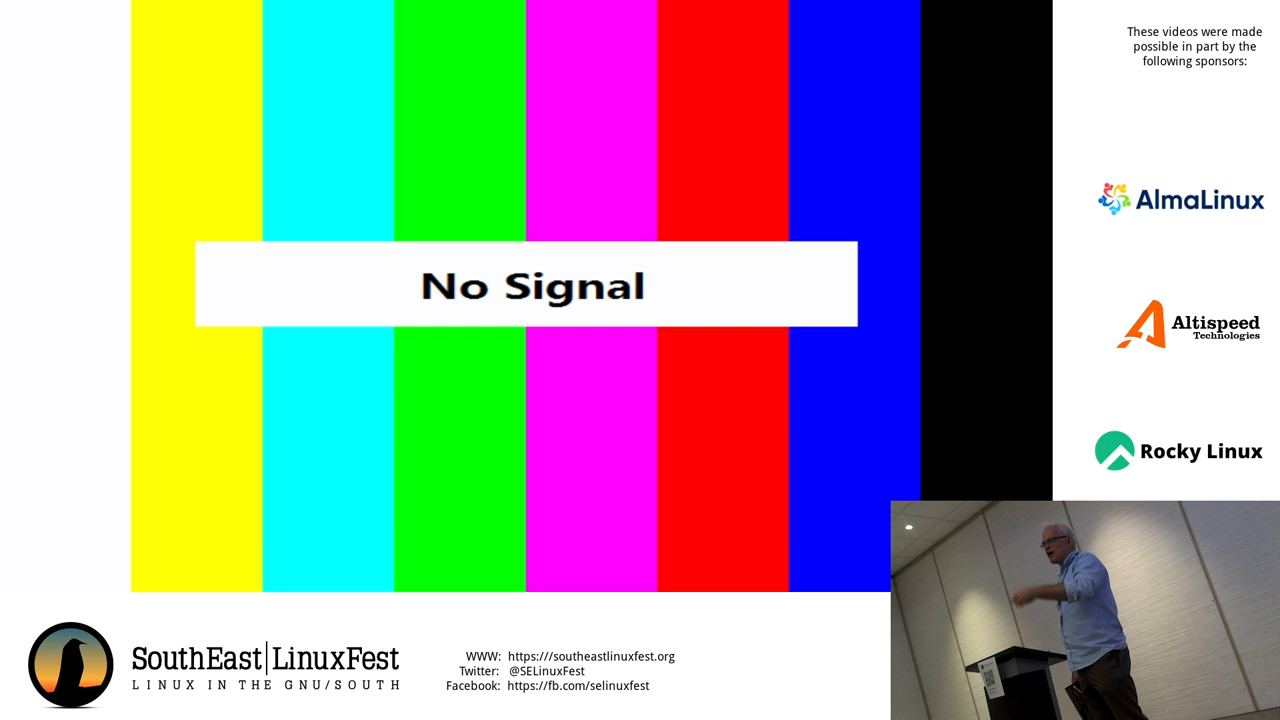 These videos were made
possible in part by the
following sponsors:
AlmaLinux
Altispeed
Technologies
Rocky Linux
No Signal
SouthEast|LinuxFest
LINUX IN THE GNU/SOUTH
WWW: https:///southeastlinuxfest.org
Twitter: @SELinuxFest
Facebook: https://fb.com/selinuxfest